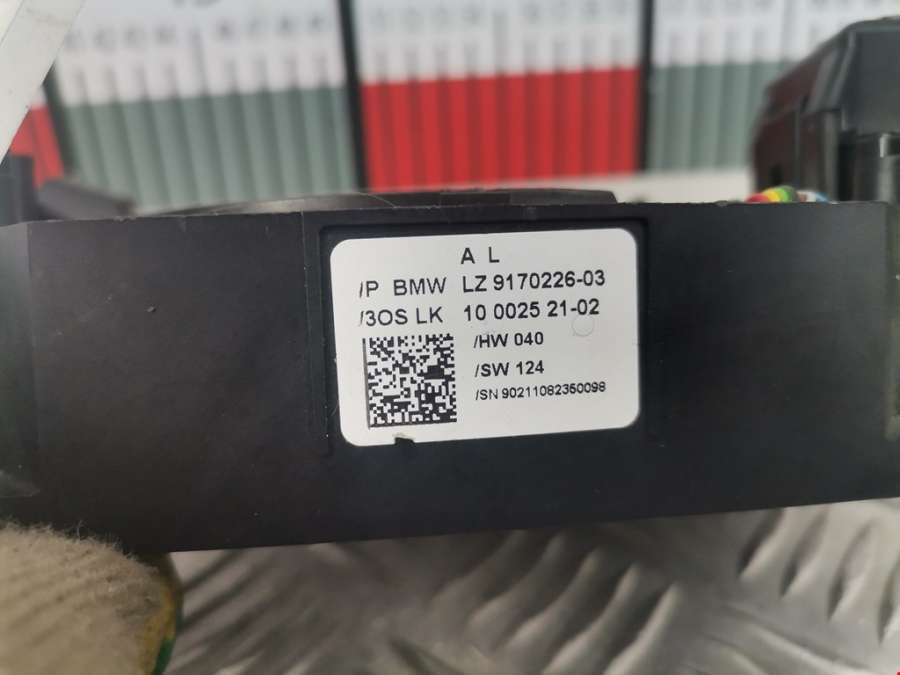 A L
/P BMW LZ 9170226-03
/3OS LK 10 0025 21-02
/HW 040
/SW 124
/SN 90211082360098